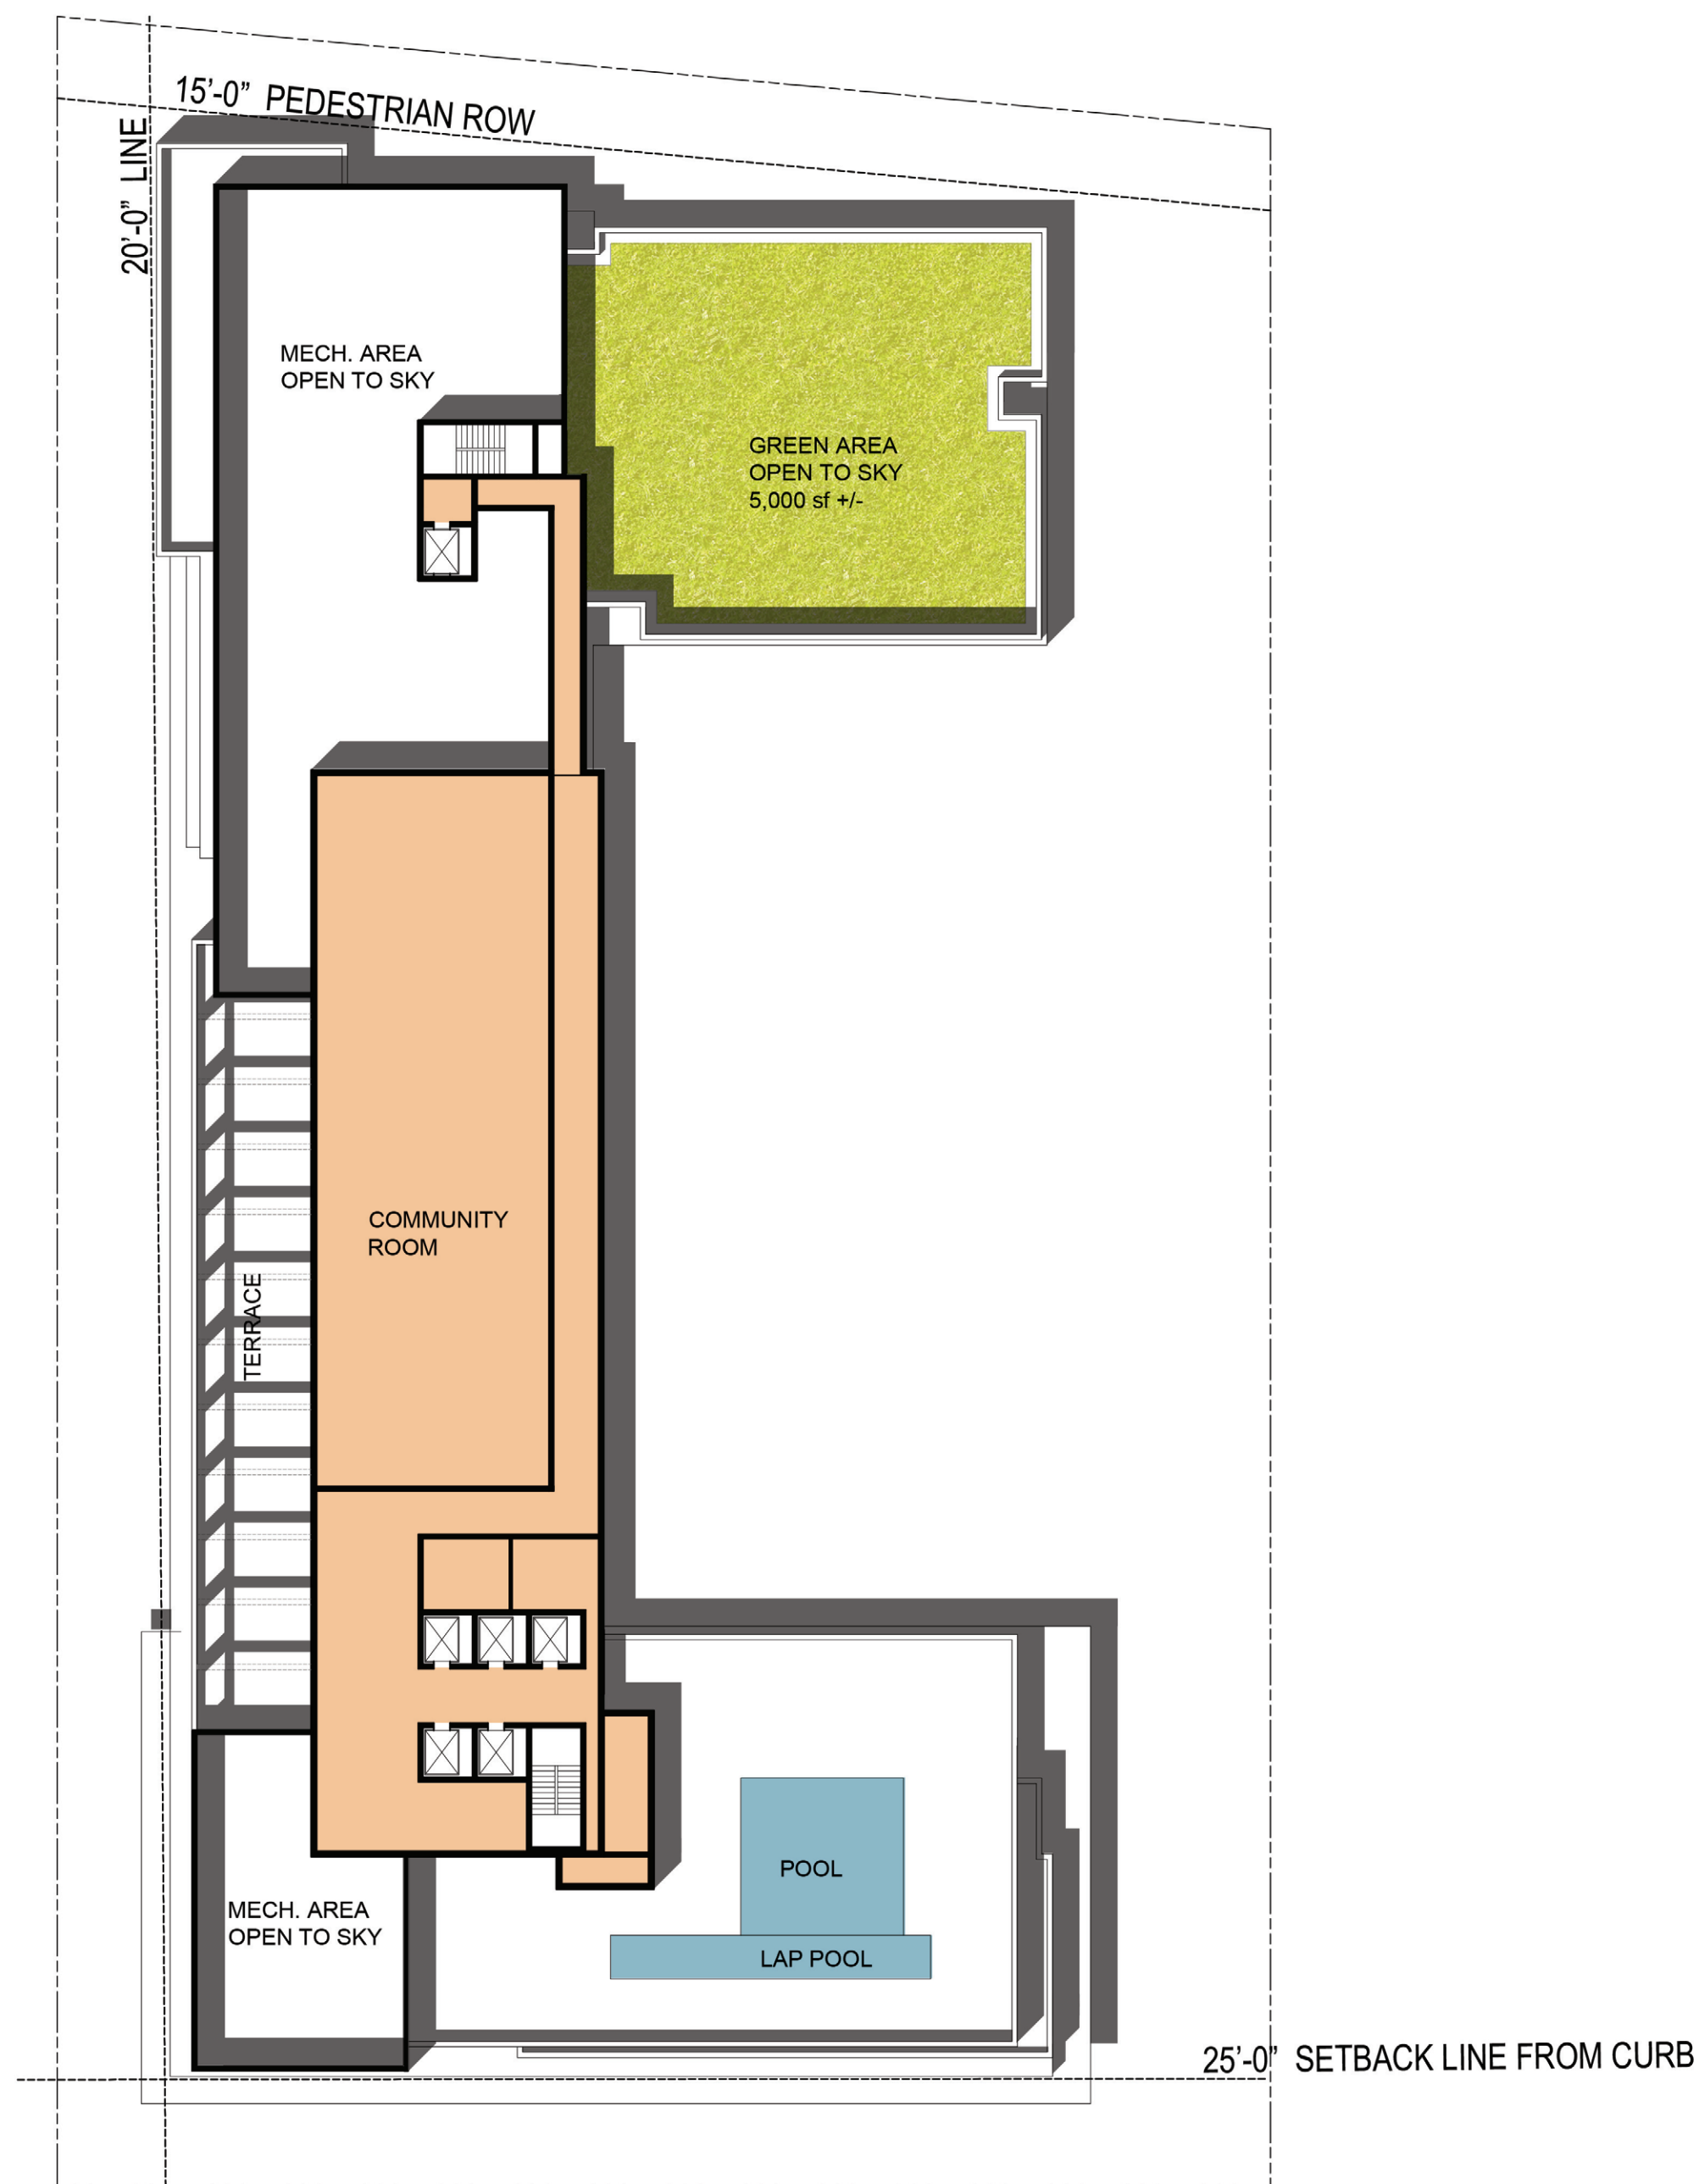 15’-0” PEDESTRIAN ROW
20’-0” LINE
MECH. AREA
OPEN TO SKY
GREEN AREA
OPEN TO SKY
5,000 sf +/-
COMMUNITY
ROOM
TERRACE
POOL
LAP POOL
MECH. AREA
OPEN TO SKY
25’-0” SETBACK LINE FROM CURB